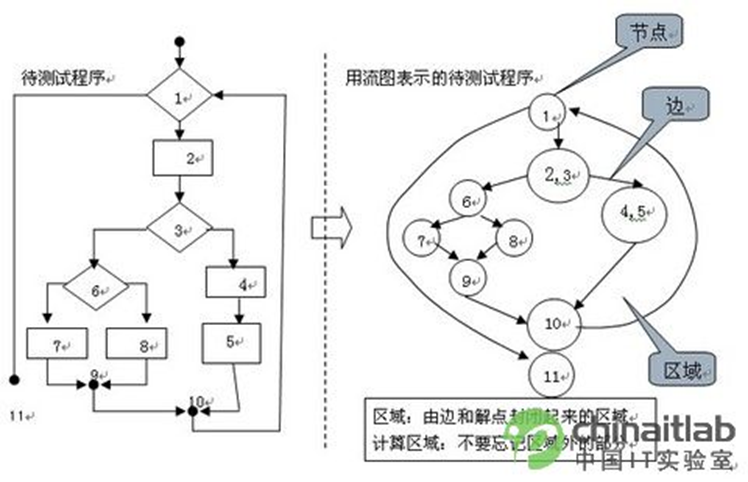 节点
待测试程序
用流图表示的待测试程序
1
1
边
2
2,3
3
6
4,5
6
4
7
8
9
7
8
5
10
9
区域
10
11
11
区域：由边和解点封闭起来的区域
计算区域：不要忘记区域外的部分
chinaitlab
中国IT实验室